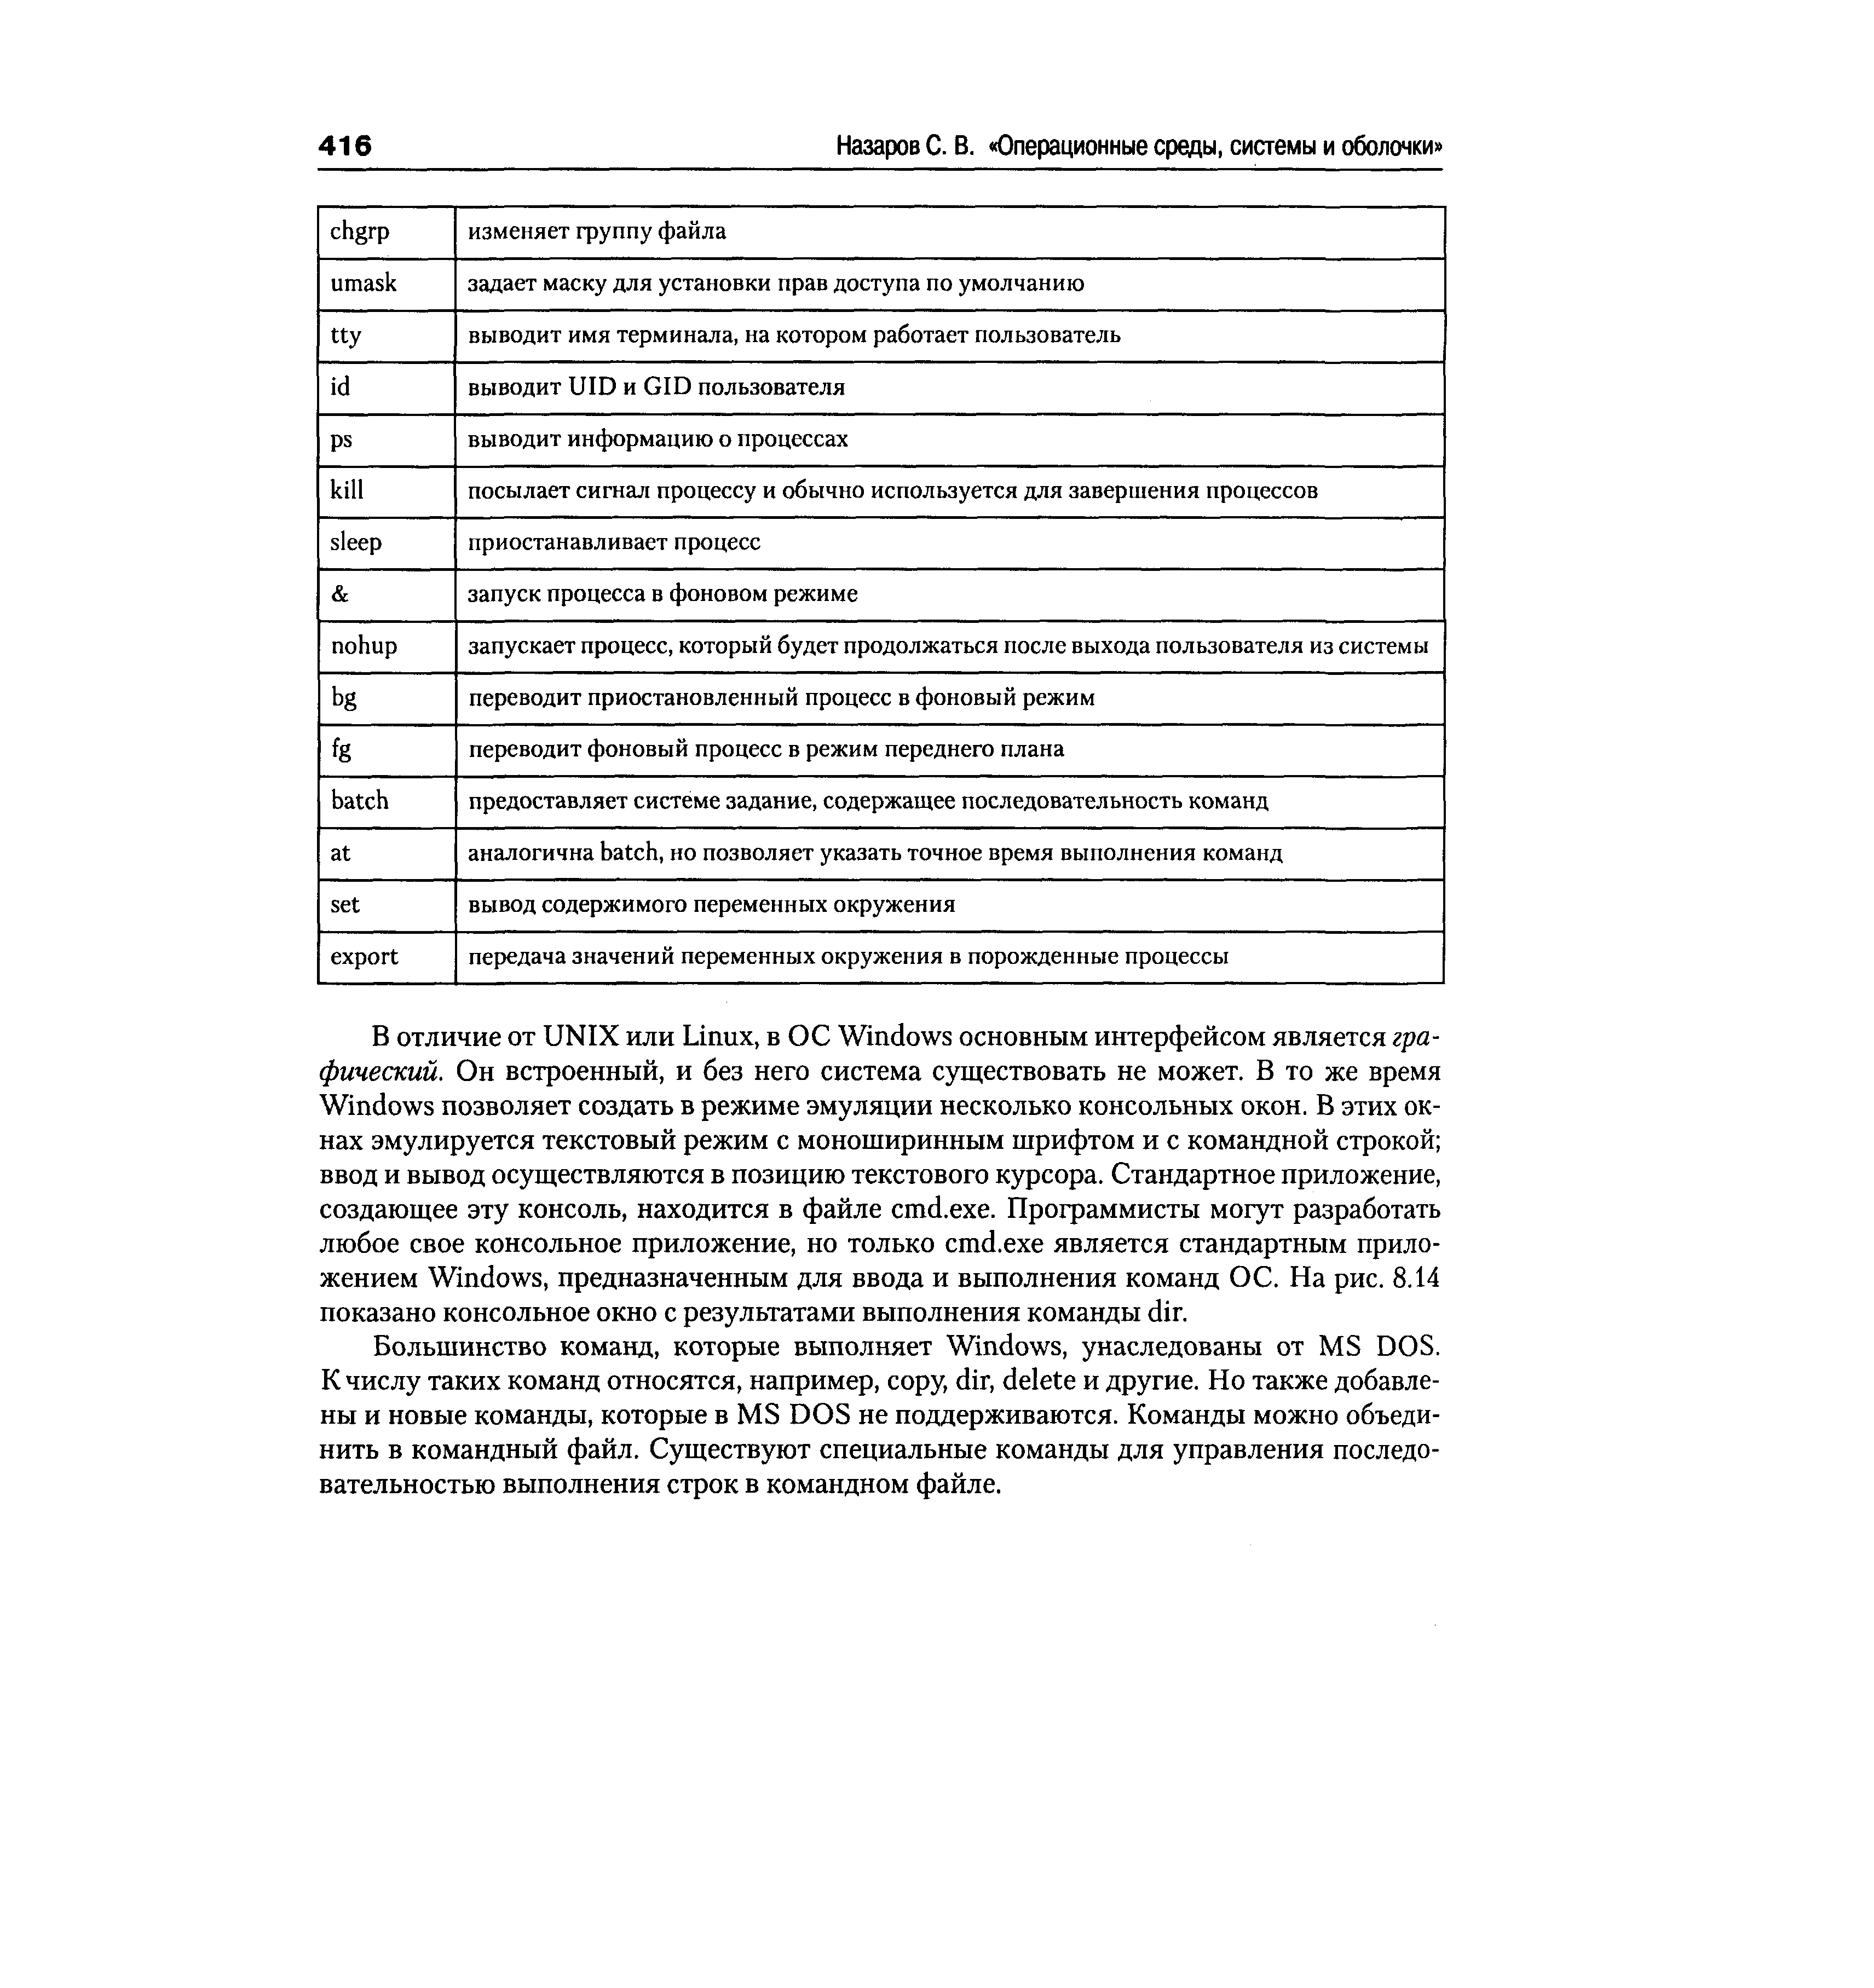 416 Назаров С. В. «Операционные среды, системы и оболочки»
chgrp изменяет группу файла
umask задает маску для установки прав доступа по умолчанию
tty выводит имя терминала, на котором работает пользователь
id выводит UID и GID пользователя
ps выводит информацию о процессах
kill посылает сигнал процессу и обычно используется для завершения процессов
sleep приостанавливает процесс
& запуск процесса в фоновом режиме
nohup запускает процесс, который будет продолжаться после выхода пользователя из системы
bg переводит приостановленный процесс в фоновый режим
fg переводит фоновый процесс в режим переднего плана
batch предоставляет системе задание, содержащее последовательность команд
at аналогична batch, но позволяет указать точное время выполнения команд
set вывод содержимого переменных окружения
export передача значений переменных окружения в порожденные процессы
В отличие от UNIX или Linux, в ОС Windows основным интерфейсом является гра-
фический. Он встроенный, и без него система существовать не может. В то же время
Windows позволяет создать в режиме эмуляции несколько консольных окон. В этих ок-
нах эмулируется текстовый режим с моноширинным шрифтом и с командной строкой;
ввод и вывод осуществляются в позицию текстового курсора. Стандартное приложение,
создающее эту консоль, находится в файле cmd.exe. Программисты могут разработать
любое свое консольное приложение, но только cmd.exe является стандартным прило-
жением Windows, предназначенным для ввода и выполнения команд ОС. На рис. 8.14
показано консольное окно с результатами выполнения команды dir.
Большинство команд, которые выполняет Windows, унаследованы от MS DOS.
К числу таких команд относятся, например, copy, dir, delete и другие. Но также добавле-
ны и новые команды, которые в MS DOS не поддерживаются. Команды можно объеди-
нить в командный файл. Существуют специальные команды для управления последо-
вательностью выполнения строк в командном файле.